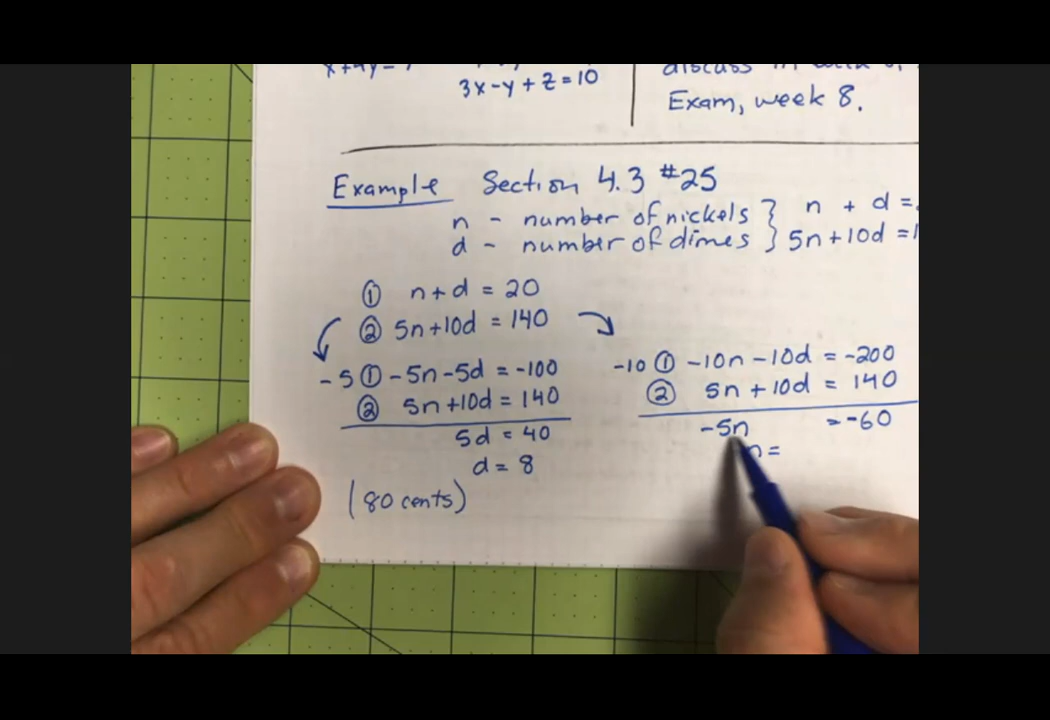 3x-y+z=10
Exam, week 8.
Example Section 4.3 #25
n - number of nickels } n + d =
d - number of dimes } 5n+10d =1
① n+d = 20
② 5n+10d = 140
-5 ① -5n-5d = -100
② 5n+10d = 140
5d = 40
d = 8
(80 cents)
-10 ① -10n -10d = -200
② 5n +10d = 140
-5n = -60
n =